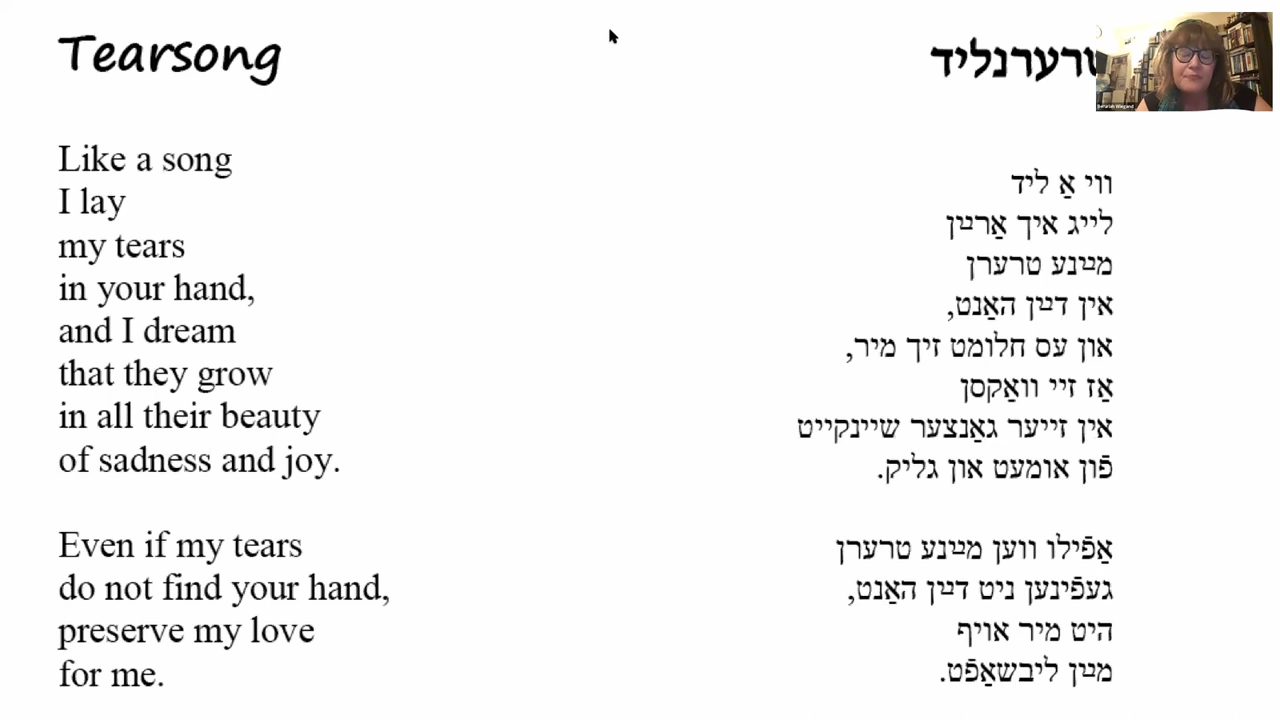 Tearsong
Like a song
I lay
my tears
in your hand,
and I dream
that they grow
in all their beauty
of sadness and joy.
Even if my tears
do not find your hand,
preserve my love
for me.
טרערנליד
ווי אַ ליד
לייג איך אַרײַן
מײַנע טרערן
אין דײַן האַנט,
און עס חלומט זיך מיר,
אַז זיי וואַקסן
אין זייער גאַנצער שיינקייט
פֿון אומעט און גליק.
אַפֿילו ווען מײַנע טרערן
געפֿינען ניט דײַן האַנט,
היט מיר אויף
מײַן ליבשאַפֿט.